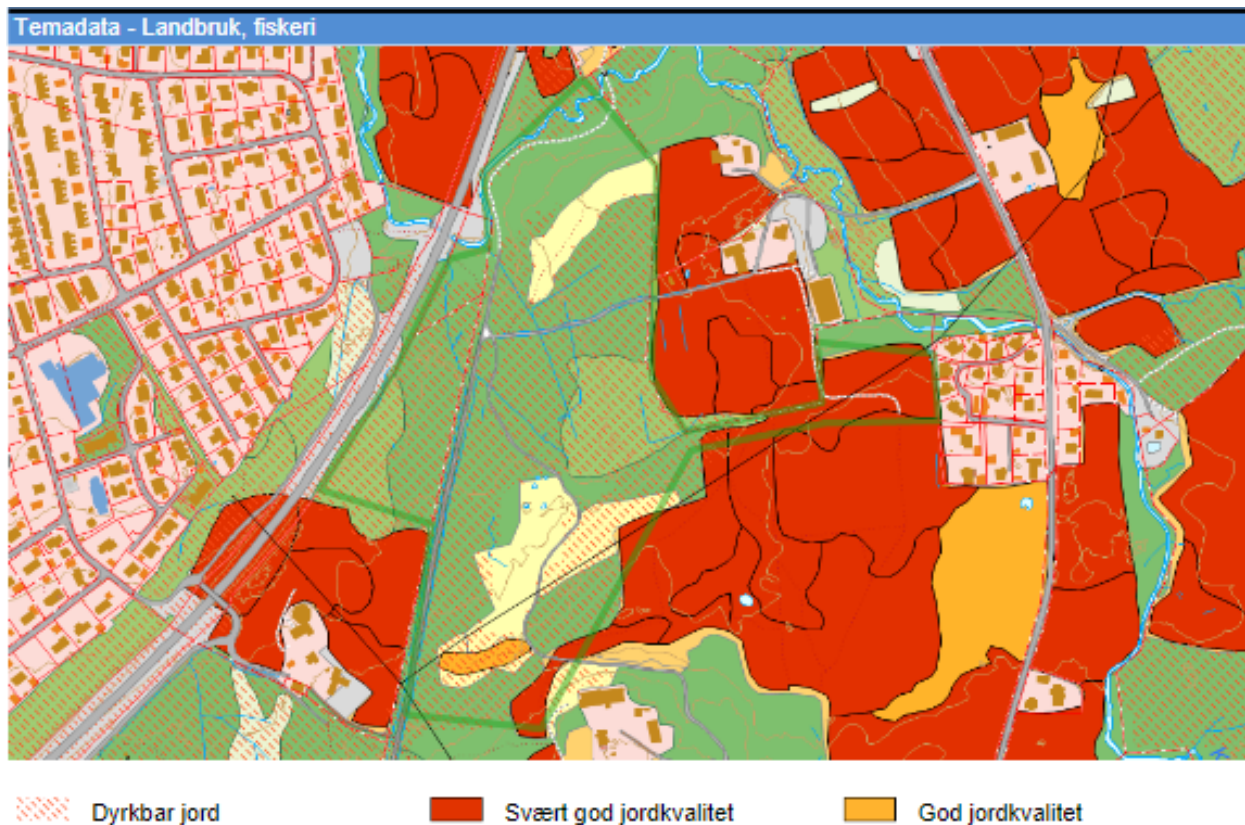 Temadata - Landbruk, fiskeri
Dyrkbar jord
Svært god jordkvalitet
God jordkvalitet